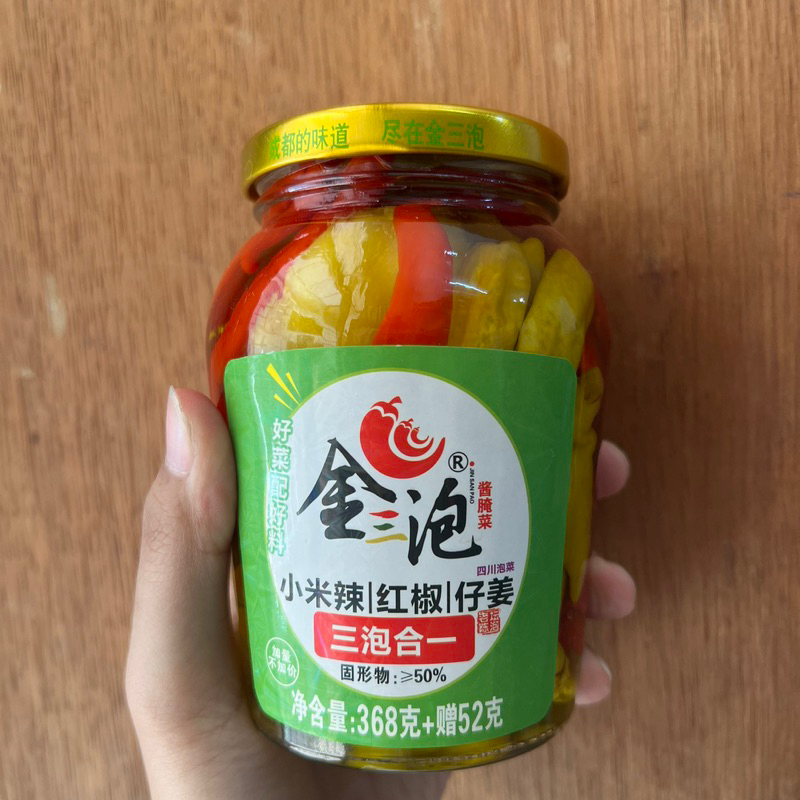 成都的味道 尽在金三泡
好菜配好料
金三泡®
JIN SAN PAO
酱腌菜
四川泡菜
小米辣|红椒|仔姜
三泡合一
加量
不加价
固形物:≥50%
净含量:368克+赠52克